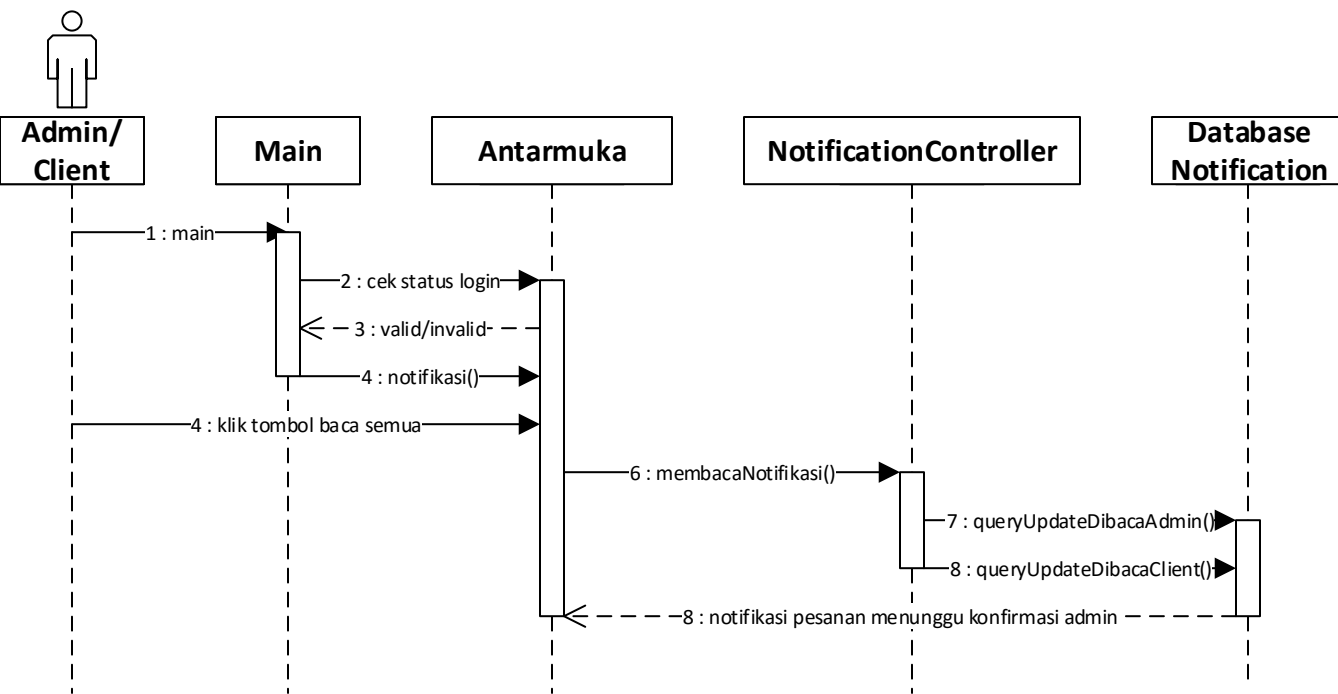 Admin/
Client
Main
Antarmuka
NotificationController
Database
Notification
1 : main
2 : cek status login
3 : valid/invalid
4 : notifikasi()
4 : klik tombol baca semua
6 : membacaNotifikasi()
7 : queryUpdateDibacaAdmin()
8 : queryUpdateDibacaClient()
8 : notifikasi pesanan menunggu konfirmasi admin